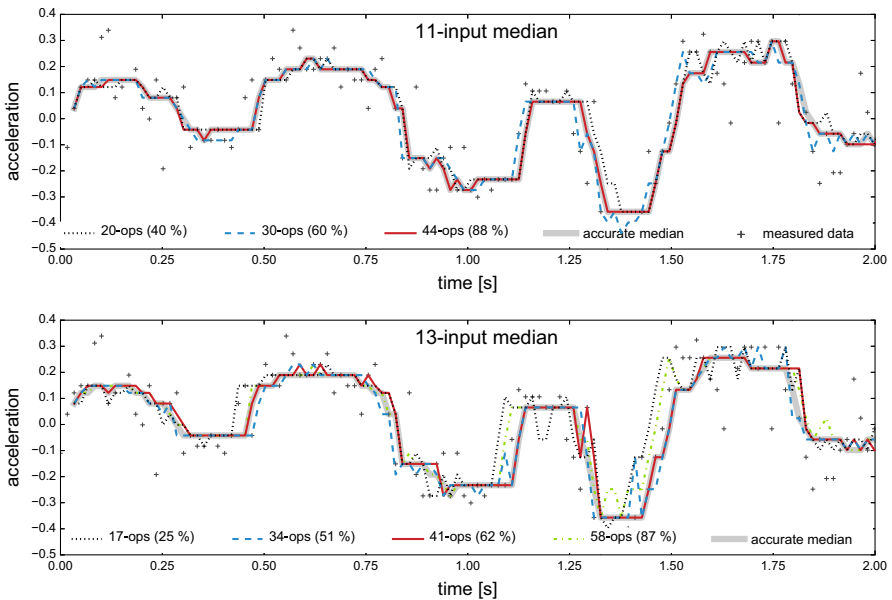 11-input median
0.4
0.3
0.2
0.1
0.0
−0.1
−0.2
−0.3
−0.4
−0.5
acceleration
20-ops (40 %) 30-ops (60 %) 44-ops (88 %) accurate median measured data
0.00 0.25 0.50 0.75 1.00 1.25 1.50 1.75 2.00
time [s]
13-input median
0.4
0.3
0.2
0.1
0.0
−0.1
−0.2
−0.3
−0.4
−0.5
acceleration
17-ops (25 %) 34-ops (51 %) 41-ops (62 %) 58-ops (87 %) accurate median
0.00 0.25 0.50 0.75 1.00 1.25 1.50 1.75 2.00
time [s]